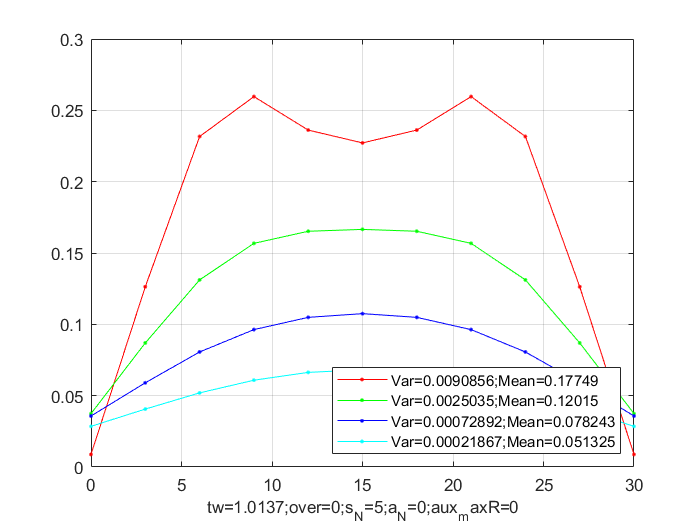 0.3
0.25
0.2
0.15
0.1
0.05
0
Var=0.0090856;Mean=0.17749
Var=0.0025035;Mean=0.12015
Var=0.00072892;Mean=0.078243
Var=0.00021867;Mean=0.051325
0 5 10 15 20 25 30
tw=1.0137;over=0;s_N=5;a_N=0;aux_maxR=0